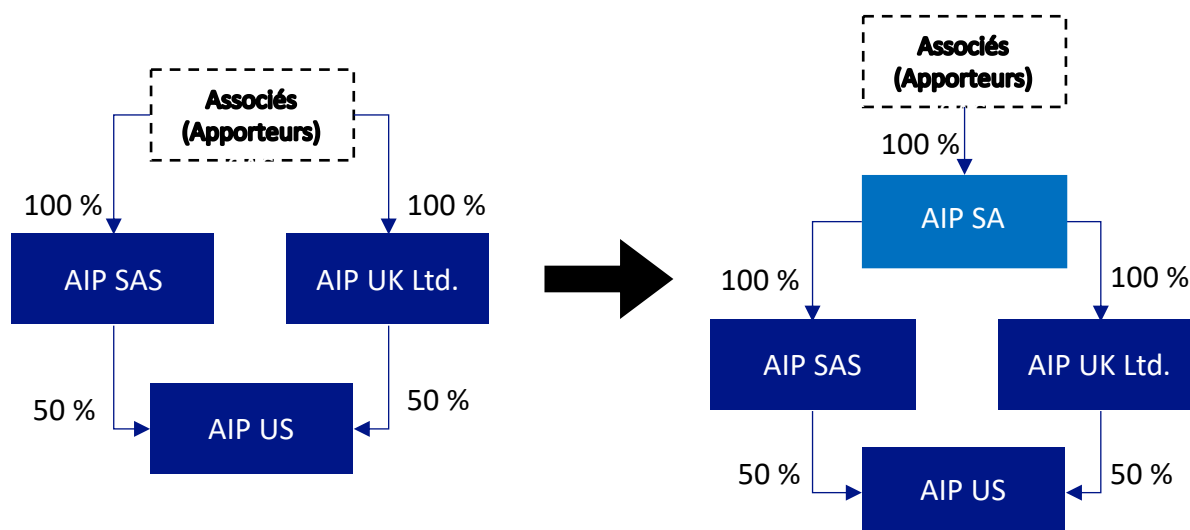 Associés
(Apporteurs)
100 %
100 %
AIP SAS
AIP UK Ltd.
50 %
50 %
AIP US
Associés
(Apporteurs)
100 %
AIP SA
100 %
100 %
AIP SAS
AIP UK Ltd.
50 %
50 %
AIP US